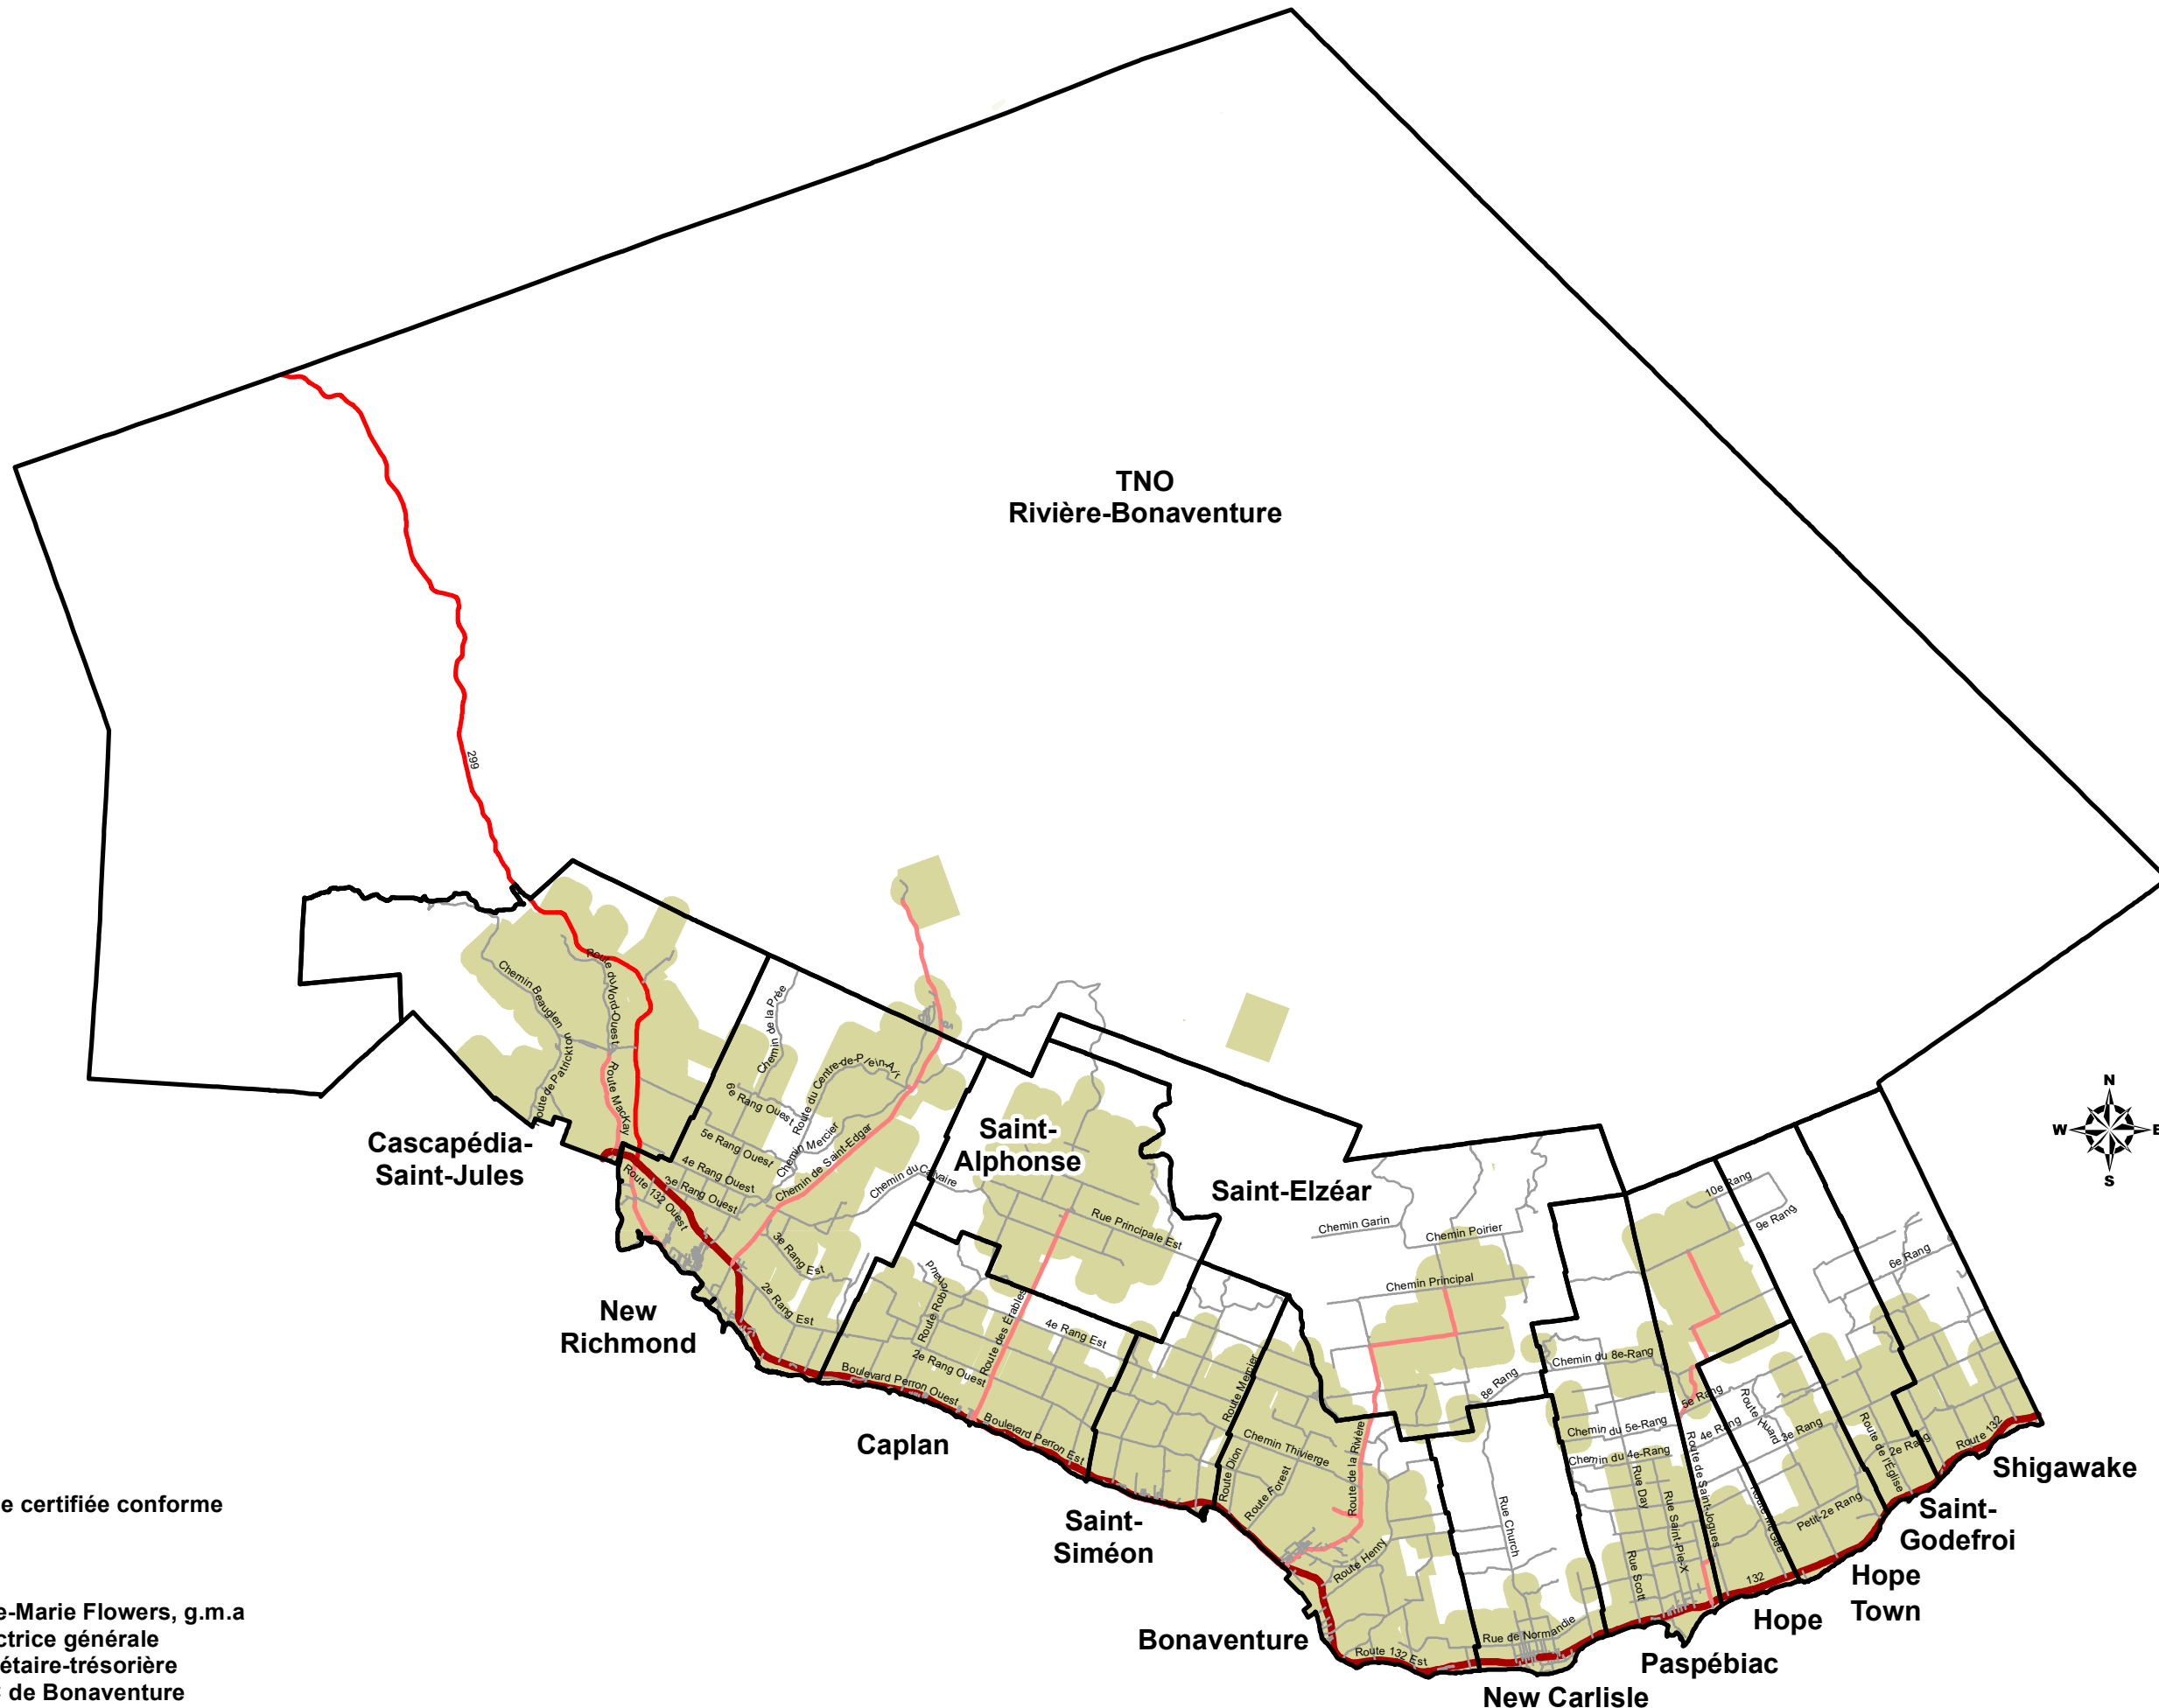 TNO
Rivière-Bonaventure
299
N
W
E
S
Route du Nord-Ouest
Chemin Beauglen
Route de Patrickton
Route MacKay
Chemin de la Prée
Route du Centre-de-Plein-Air
6e Rang Ouest
5e Rang Ouest
Chemin Mercier
Chemin de Saint-Edgar
4e Rang Ouest
3e Rang Ouest
Route 132 Ouest
Chemin du Calvaire
3e Rang Est
2e Rang Est
Cascapédia-
Saint-Jules
Saint-
Alphonse
Saint-Elzéar
Rue Principale Est
Chemin Garin
Chemin Poirier
Chemin Principal
10e Rang
9e Rang
6e Rang
New
Richmond
Route Robichaud
Route des Érables
4e Rang Est
2e Rang Ouest
Boulevard Perron Ouest
Boulevard Perron Est
Route Mercier
Chemin du 8e-Rang
8e Rang
5e Rang
Route Huard
Chemin du 5e-Rang
4e Rang
3e Rang
Chemin du 4e-Rang
Route de l'Église
2e Rang
Route 132
Caplan
Chemin Thivierge
Route Dion
Route Forest
Route de la Rivière
Rue Day
Rue Saint-Pie-X
Route de Saint-Jogues
Route McGee
Petit-2e Rang
Shigawake
Saint-
Godefroi
Saint-
Siméon
Rue Church
Route Henry
Rue Scott
132
Hope
Town
Hope
Rue de Normandie
Route 132 Est
Bonaventure
Paspébiac
New Carlisle
e certifiée conforme
e-Marie Flowers, g.m.a
ctrice générale
étaire-trésorière
de Bonaventure